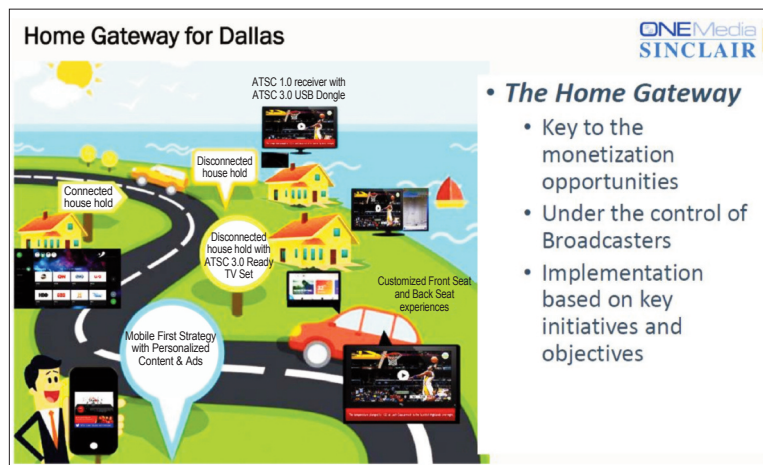 Home Gateway for Dallas
ONEMedia
SINCLAIR
ATSC 1.0 receiver with
ATSC 3.0 USB Dongle
Disconnected
house hold
Connected
house hold
Disconnected
house hold with
ATSC 3.0 Ready
TV Set
Customized Front Seat
and Back Seat
experiences
Mobile First Strategy
with Personalized
Content & Ads
• The Home Gateway
• Key to the
monetization
opportunities
• Under the control of
Broadcasters
• Implementation
based on key
initiatives and
objectives